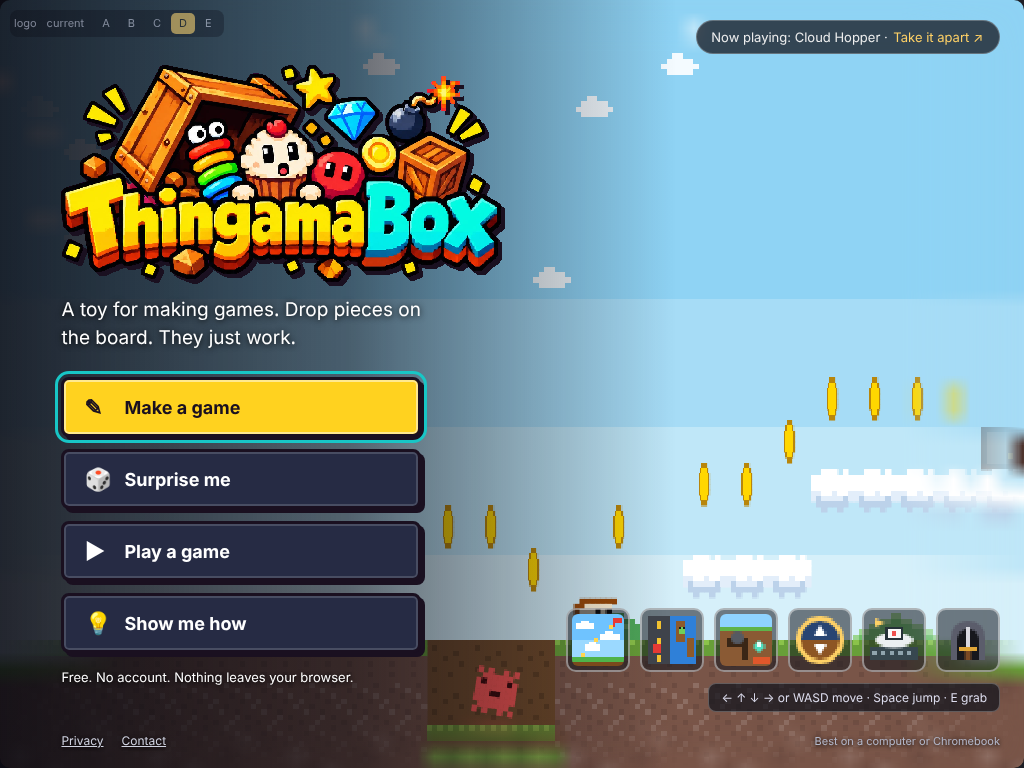 logo current A B C D E
Now playing: Cloud Hopper · Take it apart ↗
ThingamaBox
A toy for making games. Drop pieces on
the board. They just work.
Make a game
Surprise me
Play a game
Show me how
Free. No account. Nothing leaves your browser.
← ↑ ↓ → or WASD move · Space jump · E grab
Privacy Contact
Best on a computer or Chromebook